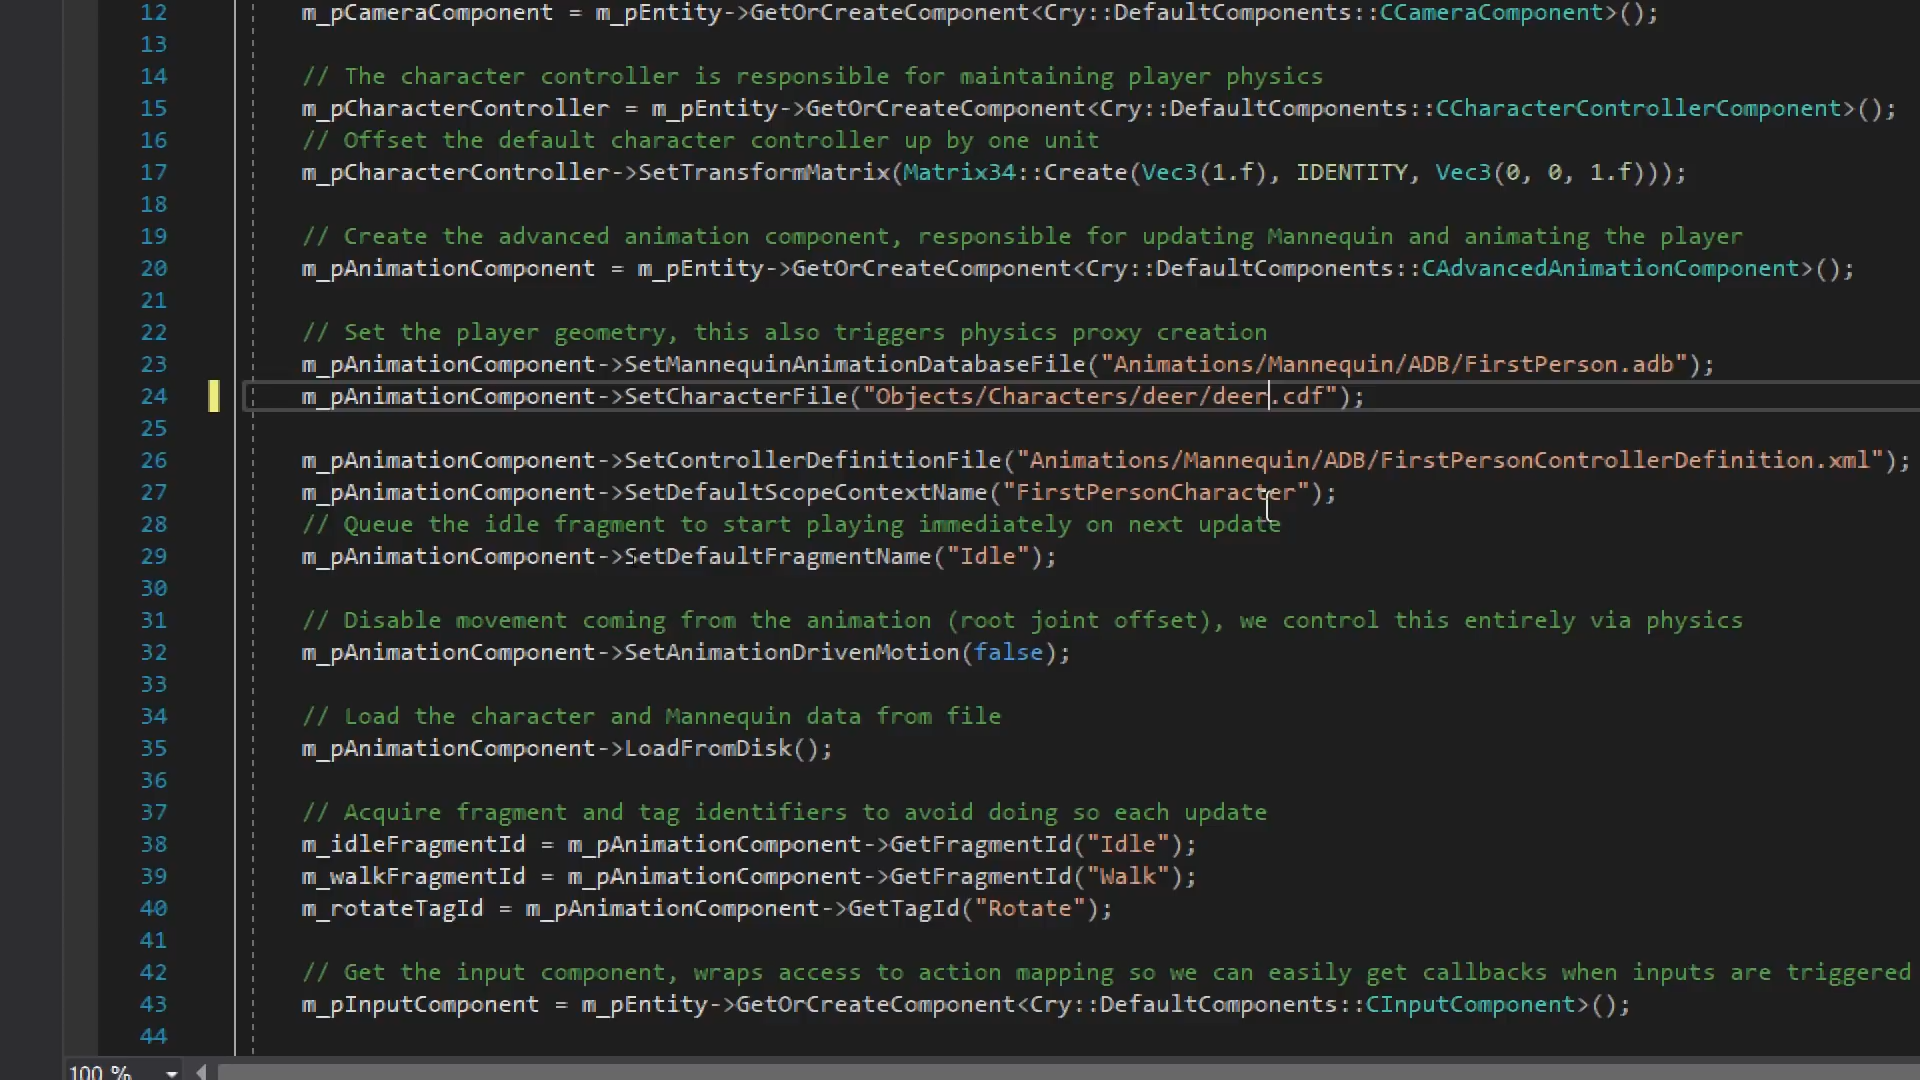 12 m_pCameraComponent = m_pEntity->GetOrCreateComponent<Cry::DefaultComponents::CCameraComponent>();
13
14 // The character controller is responsible for maintaining player physics
15 m_pCharacterController = m_pEntity->GetOrCreateComponent<Cry::DefaultComponents::CCharacterControllerComponent>();
16 // Offset the default character controller up by one unit
17 m_pCharacterController->SetTransformMatrix(Matrix34::Create(Vec3(1.f), IDENTITY, Vec3(0, 0, 1.f)));
18
19 // Create the advanced animation component, responsible for updating Mannequin and animating the player
20 m_pAnimationComponent = m_pEntity->GetOrCreateComponent<Cry::DefaultComponents::CAdvancedAnimationComponent>();
21
22 // Set the player geometry, this also triggers physics proxy creation
23 m_pAnimationComponent->SetMannequinAnimationDatabaseFile("Animations/Mannequin/ADB/FirstPerson.adb");
24 m_pAnimationComponent->SetCharacterFile("Objects/Characters/deer/deer.cdf");
25
26 m_pAnimationComponent->SetControllerDefinitionFile("Animations/Mannequin/ADB/FirstPersonControllerDefinition.xml");
27 m_pAnimationComponent->SetDefaultScopeContextName("FirstPersonCharacter");
28 // Queue the idle fragment to start playing immediately on next update
29 m_pAnimationComponent->SetDefaultFragmentName("Idle");
30
31 // Disable movement coming from the animation (root joint offset), we control this entirely via physics
32 m_pAnimationComponent->SetAnimationDrivenMotion(false);
33
34 // Load the character and Mannequin data from file
35 m_pAnimationComponent->LoadFromDisk();
36
37 // Acquire fragment and tag identifiers to avoid doing so each update
38 m_idleFragmentId = m_pAnimationComponent->GetFragmentId("Idle");
39 m_walkFragmentId = m_pAnimationComponent->GetFragmentId("Walk");
40 m_rotateTagId = m_pAnimationComponent->GetTagId("Rotate");
41
42 // Get the input component, wraps access to action mapping so we can easily get callbacks when inputs are triggered
43 m_pInputComponent = m_pEntity->GetOrCreateComponent<Cry::DefaultComponents::CInputComponent>();
44
100 %